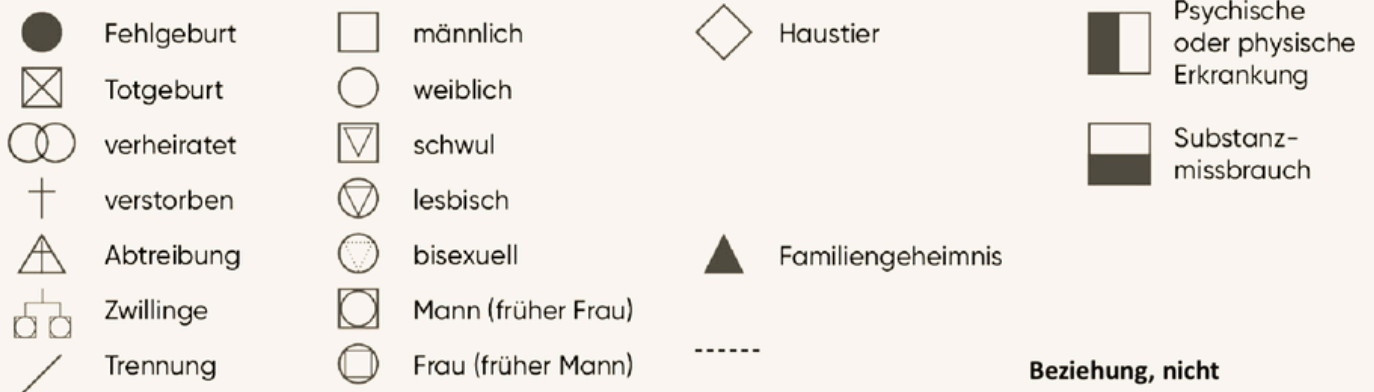 Fehlgeburt
Totgeburt
verheiratet
verstorben
Abtreibung
Zwillinge
Trennung
männlich
weiblich
schwul
lesbisch
bisexuell
Mann (früher Frau)
Frau (früher Mann)
Haustier
Familiengeheimnis
Psychische
oder physische
Erkrankung
Substanz-
missbrauch
Beziehung, nicht